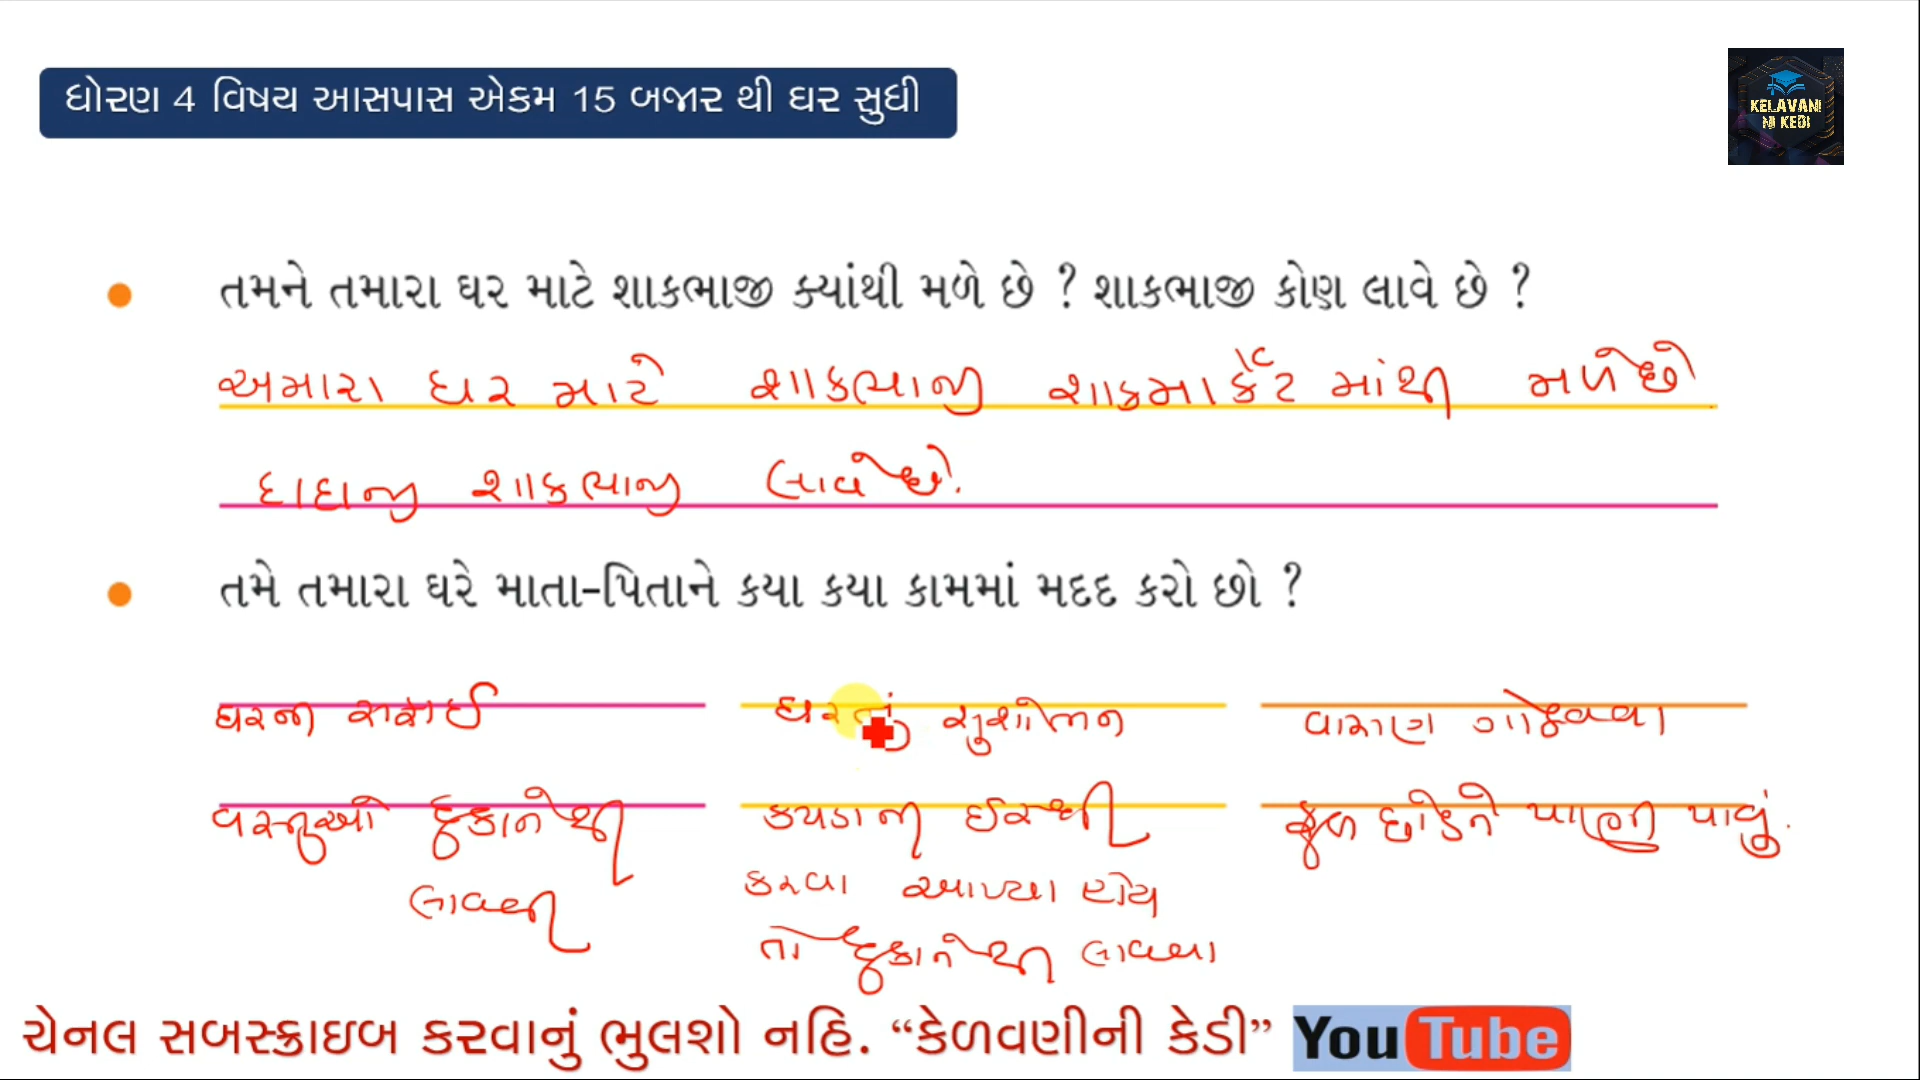 ધોરણ 4 વિષય આસપાસ એકમ 15 બજાર થી ઘર સુધી
KELAVANI
NI KEDI
તમને તમારા ઘર માટે શાકભાજી ક્યાંથી મળે છે ? શાકભાજી કોણ લાવે છે ?
અમારા ઘર માટે શાકભાજી શાકમાર્કેટ માંથી મળે છે
દાદાજી શાકભાજી લાવે છે.
તમે તમારા ઘરે માતા-પિતાને કયા કયા કામમાં મદદ કરો છો ?
ઘરની સફાઈ ઘરનું સુશોભન વાસણ ગોઠવવા
વસ્તુઓ દુકાનેથી કપડાની ઈસ્ત્રી ફૂલ છોડને પાણી પાવું.
લાવવી કરવા આપ્યા હોય
તો દુકાનેથી લાવવા
ચેનલ સબસ્ક્રાઇબ કરવાનું ભુલશો નહિ. “કેળવણીની કેડી” YouTube